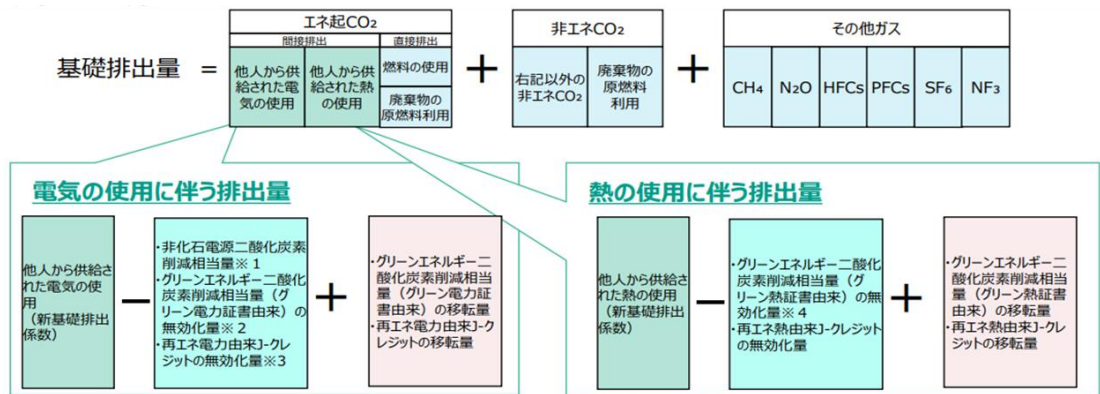 エネ起CO₂
間接排出
直接排出
他人から供
給された電
気の使用
他人から供
給された熱
の使用
燃料の使用
廃棄物の
原燃料利用
基礎排出量 =
+
非エネCO₂
右記以外の
非エネCO₂
廃棄物の
原燃料
利用
+
その他ガス
CH₄ N₂O HFCs PFCs SF₆ NF₃
電気の使用に伴う排出量
他人から供給され
た電気の使
用
（新基礎排出
係数）
－
・非化石電源二酸化炭素
削減相当量※１
・グリーンエネルギー二酸化
炭素削減相当量（グ
リーン電力証書由来）の
無効化量※２
・再エネ電力由来J-クレ
ジットの無効化量※3
+
・グリーンエネルギー二酸
化炭素削減相当
量（グリーン電力証
書由来）の移転量
・再エネ電力由来J-ク
レジットの移転量
熱の使用に伴う排出量
他人から供給され
た熱の使用
（新基礎排出
係数）
－
・グリーンエネルギー二酸化
炭素削減相当量（グ
リーン熱証書由来）の無
効化量※４
・再エネ熱由来J-クレジット
の無効化量
+
・グリーンエネルギー二
酸化炭素削減相当
量（グリーン熱証書
由来）の移転量
・再エネ熱由来J-クレジ
ットの移転量